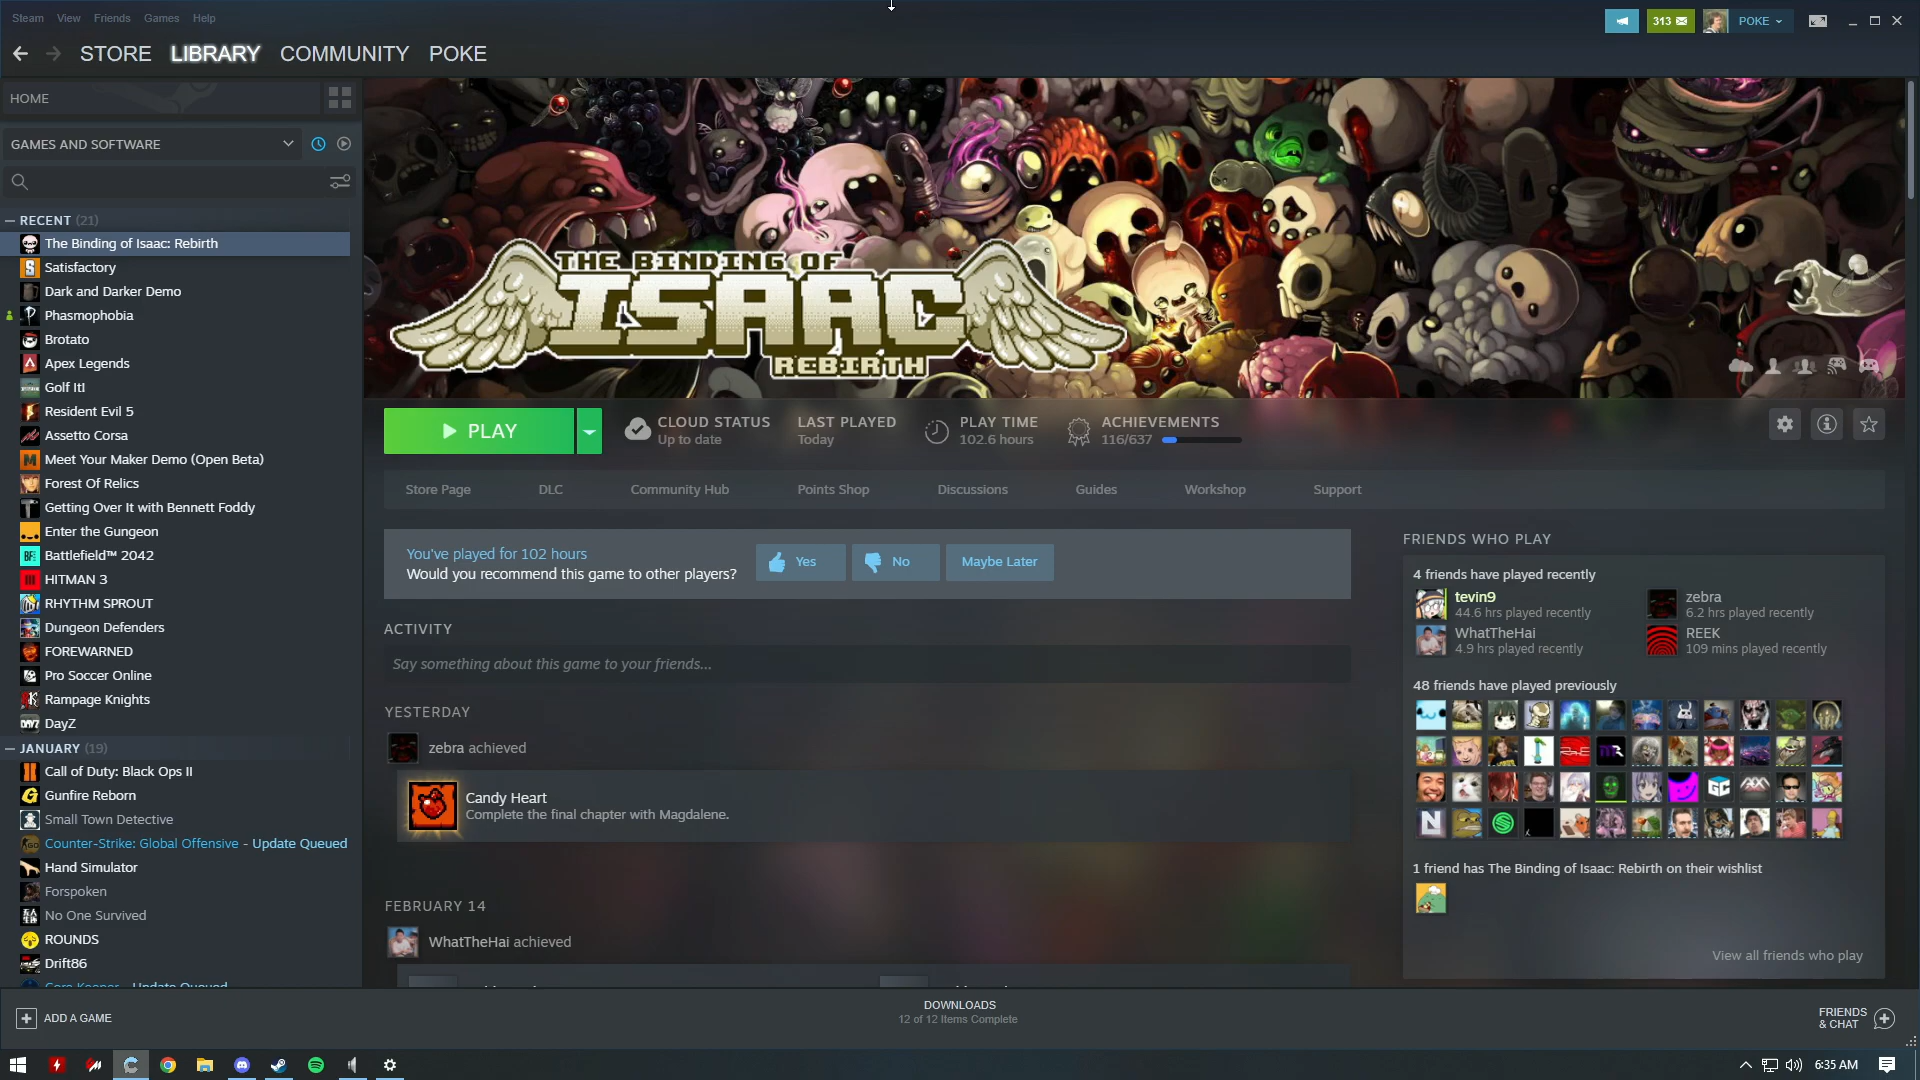 Steam View Friends Games Help
313 POKE
STORE LIBRARY COMMUNITY POKE
HOME
GAMES AND SOFTWARE
RECENT (21)
The Binding of Isaac: Rebirth
Satisfactory
Dark and Darker Demo
Phasmophobia
Brotato
Apex Legends
Golf It!
Resident Evil 5
Assetto Corsa
Meet Your Maker Demo (Open Beta)
Forest Of Relics
Getting Over It with Bennett Foddy
Enter the Gungeon
Battlefield™ 2042
HITMAN 3
RHYTHM SPROUT
Dungeon Defenders
FOREWARNED
Pro Soccer Online
Rampage Knights
DayZ
JANUARY (19)
Call of Duty: Black Ops II
Gunfire Reborn
Small Town Detective
Counter-Strike: Global Offensive - Update Queued
Hand Simulator
Forspoken
No One Survived
ROUNDS
Drift86
Core Keeper - Update Queued
THE BINDING OF
ISAAC
REBIRTH
PLAY
CLOUD STATUS
Up to date
LAST PLAYED
Today
PLAY TIME
102.6 hours
ACHIEVEMENTS
116/637
Store Page DLC Community Hub Points Shop Discussions Guides Workshop Support
You've played for 102 hours
Would you recommend this game to other players?
Yes No Maybe Later
ACTIVITY
Say something about this game to your friends...
YESTERDAY
zebra achieved
Candy Heart
Complete the final chapter with Magdalene.
FEBRUARY 14
WhatTheHai achieved
FRIENDS WHO PLAY
4 friends have played recently
tevin9
44.6 hrs played recently
zebra
6.2 hrs played recently
WhatTheHai
4.9 hrs played recently
REEK
109 mins played recently
48 friends have played previously
1 friend has The Binding of Isaac: Rebirth on their wishlist
View all friends who play
ADD A GAME
DOWNLOADS
12 of 12 Items Complete
FRIENDS
& CHAT
6:35 AM